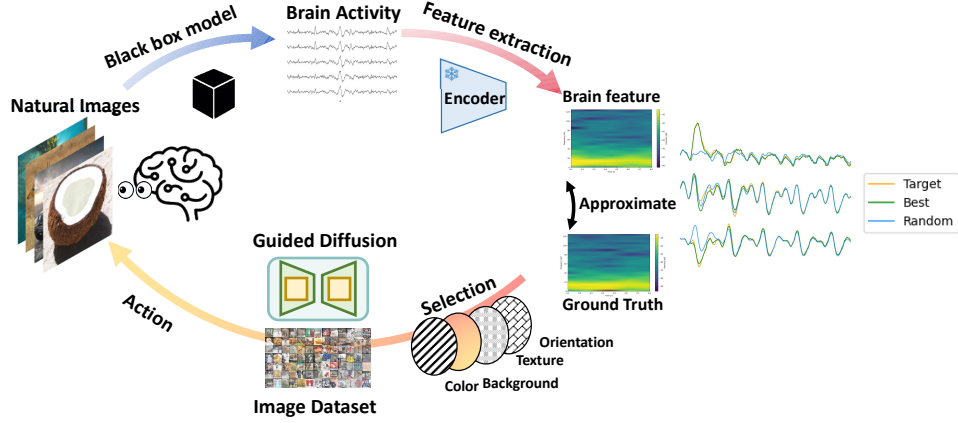 Brain Activity
Black box model
Feature extraction
Natural Images
Encoder
Brain feature
Approximate
Target
Best
Random
Guided Diffusion
Ground Truth
Action
Selection
Orientation
Texture
Color
Background
Image Dataset